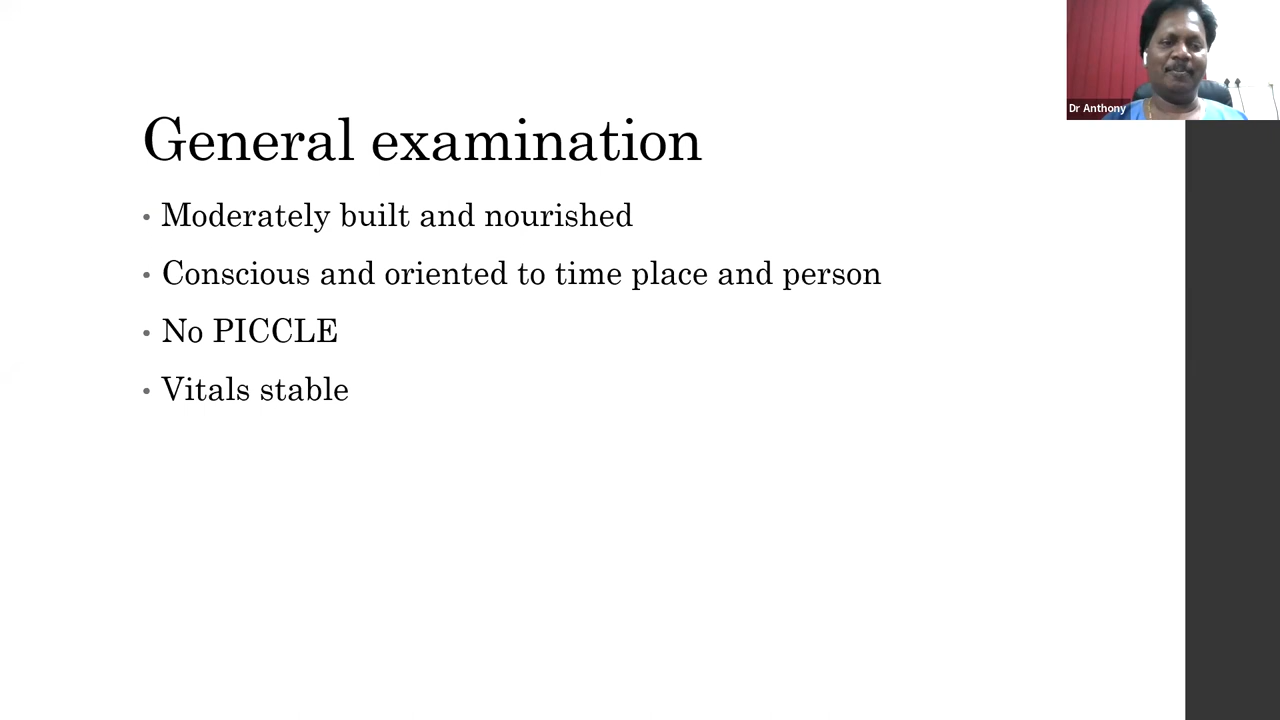 Dr Anthony
General examination
• Moderately built and nourished
• Conscious and oriented to time place and person
• No PICCLE
• Vitals stable